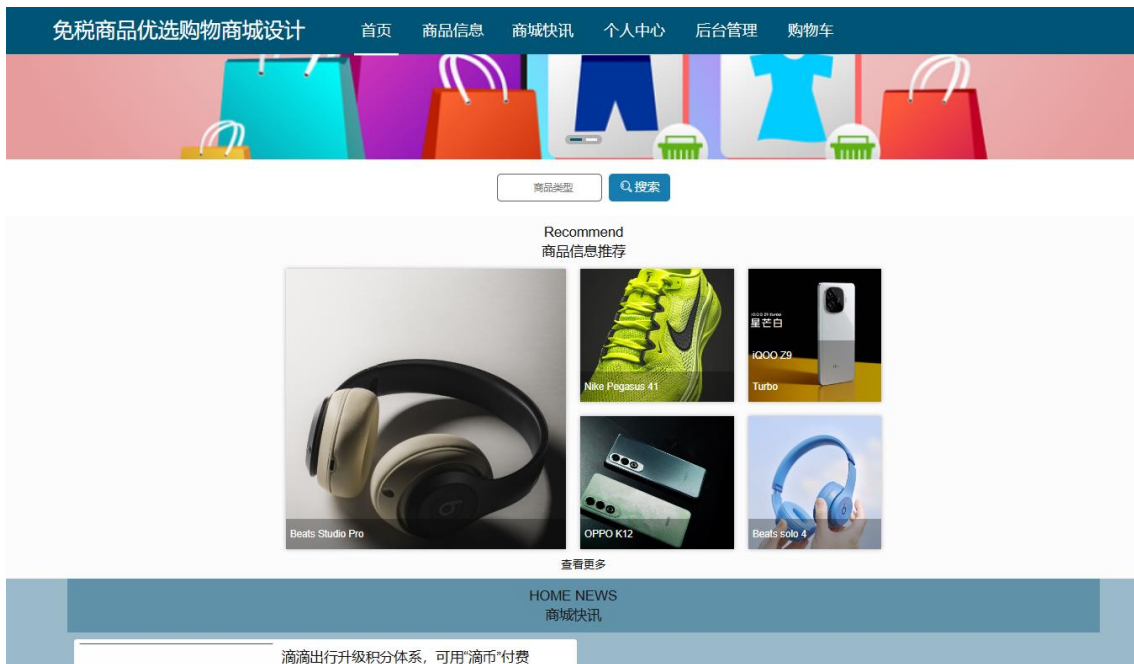 免税商品优选购物商城设计
首页
商品信息
商城快讯
个人中心
后台管理
购物车
商品类型
搜索
Recommend
商品信息推荐
Beats Studio Pro
Nike Pegasus 41
iQOO Z9 Turbo
星芒白
iQOO Z9
Turbo
OPPO K12
Beats solo 4
查看更多
HOME NEWS
商城快讯
滴滴出行升级积分体系，可用“滴币”付费